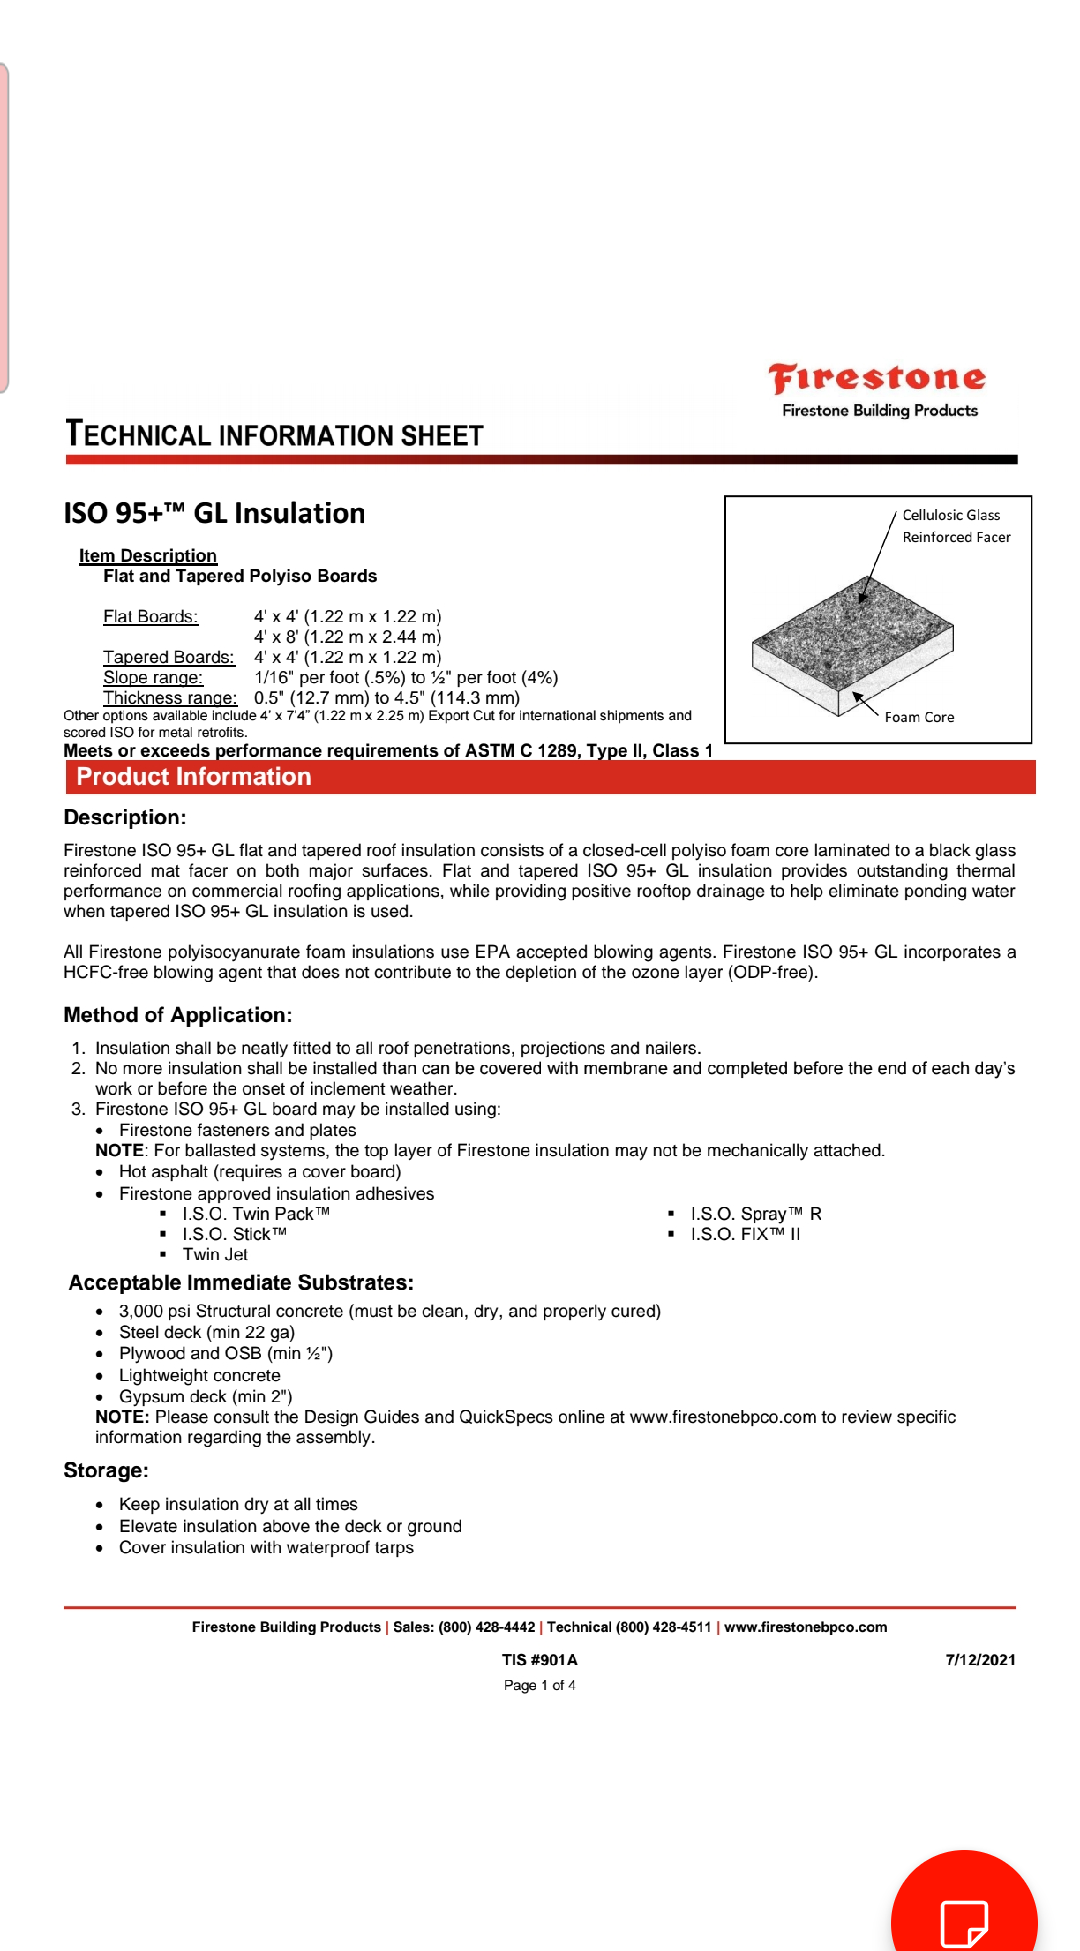 Firestone
Firestone Building Products
TECHNICAL INFORMATION SHEET
ISO 95+™ GL Insulation
Item Description
Flat and Tapered Polyiso Boards
Flat Boards: 4' x 4' (1.22 m x 1.22 m)
4' x 8' (1.22 m x 2.44 m)
Tapered Boards: 4' x 4' (1.22 m x 1.22 m)
Slope range: 1/16" per foot (.5%) to ½" per foot (4%)
Thickness range: 0.5" (12.7 mm) to 4.5" (114.3 mm)
Other options available include 4' x 7'4" (1.22 m x 2.25 m) Export Cut for international shipments and
scored ISO for metal retrofits.
Meets or exceeds performance requirements of ASTM C 1289, Type II, Class 1
Cellulosic Glass
Reinforced Facer
Foam Core
Product Information
Description:
Firestone ISO 95+ GL flat and tapered roof insulation consists of a closed-cell polyiso foam core laminated to a black glass
reinforced mat facer on both major surfaces. Flat and tapered ISO 95+ GL insulation provides outstanding thermal
performance on commercial roofing applications, while providing positive rooftop drainage to help eliminate ponding water
when tapered ISO 95+ GL insulation is used.
All Firestone polyisocyanurate foam insulations use EPA accepted blowing agents. Firestone ISO 95+ GL incorporates a
HCFC-free blowing agent that does not contribute to the depletion of the ozone layer (ODP-free).
Method of Application:
1. Insulation shall be neatly fitted to all roof penetrations, projections and nailers.
2. No more insulation shall be installed than can be covered with membrane and completed before the end of each day's
work or before the onset of inclement weather.
3. Firestone ISO 95+ GL board may be installed using:
• Firestone fasteners and plates
NOTE: For ballasted systems, the top layer of Firestone insulation may not be mechanically attached.
• Hot asphalt (requires a cover board)
• Firestone approved insulation adhesives
▪ I.S.O. Twin Pack™ ▪ I.S.O. Spray™ R
▪ I.S.O. Stick™ ▪ I.S.O. FIX™ II
▪ Twin Jet
Acceptable Immediate Substrates:
• 3,000 psi Structural concrete (must be clean, dry, and properly cured)
• Steel deck (min 22 ga)
• Plywood and OSB (min ½")
• Lightweight concrete
• Gypsum deck (min 2")
NOTE: Please consult the Design Guides and QuickSpecs online at www.firestonebpco.com to review specific
information regarding the assembly.
Storage:
• Keep insulation dry at all times
• Elevate insulation above the deck or ground
• Cover insulation with waterproof tarps
Firestone Building Products | Sales: (800) 428-4442 | Technical (800) 428-4511 | www.firestonebpco.com
TIS #901A 7/12/2021
Page 1 of 4